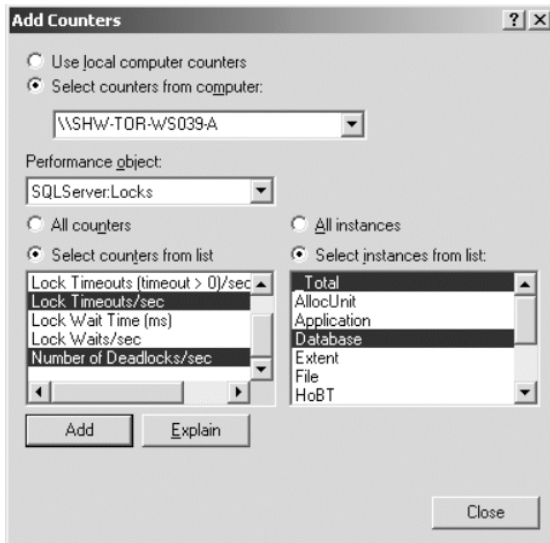 Add Counters
Use local computer counters
Select counters from computer:
\\SHW-TOR-WS039-A
Performance object:
SQLServer:Locks
All counters
All instances
Select counters from list
Select instances from list:
Lock Timeouts (timeout > 0)/sec
Lock Timeouts/sec
Lock Wait Time (ms)
Lock Waits/sec
Number of Deadlocks/sec
_Total
AllocUnit
Application
Database
Extent
File
HoBT
Add
Explain
Close